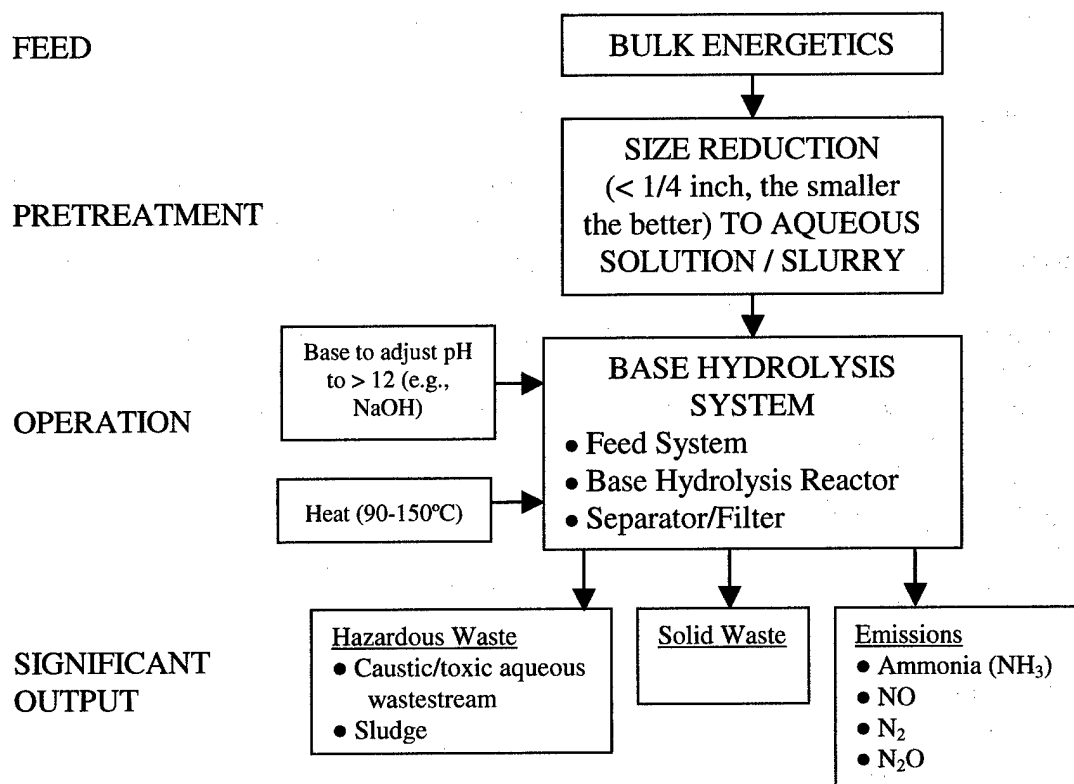 FEED
BULK ENERGETICS
PRETREATMENT
SIZE REDUCTION
(< 1/4 inch, the smaller
the better) TO AQUEOUS
SOLUTION / SLURRY
OPERATION
Base to adjust pH
to > 12 (e.g.,
NaOH)
Heat (90-150ºC)
BASE HYDROLYSIS
SYSTEM
● Feed System
● Base Hydrolysis Reactor
● Separator/Filter
SIGNIFICANT
OUTPUT
Hazardous Waste
● Caustic/toxic aqueous
wastestream
● Sludge
Solid Waste
Emissions
● Ammonia (NH₃)
● NO
● N₂
● N₂O